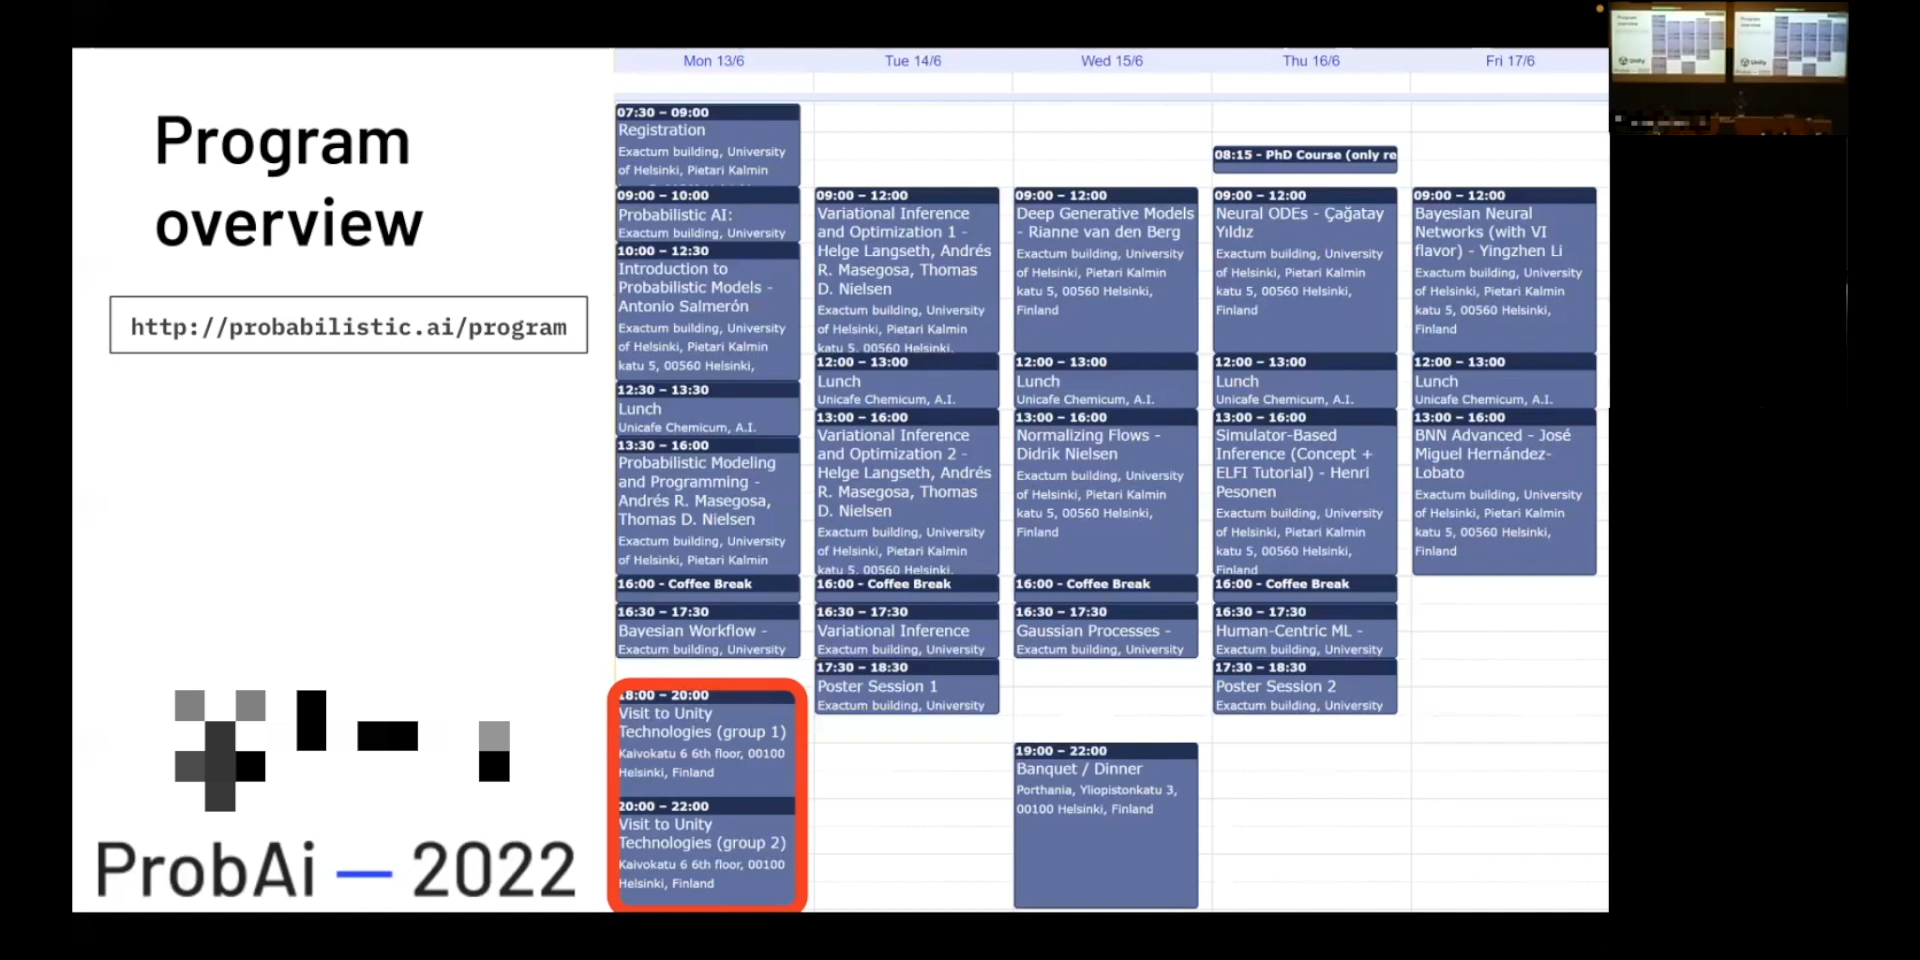 Program
overview
http://probabilistic.ai/program
ProbAi — 2022
Mon 13/6
Tue 14/6
Wed 15/6
Thu 16/6
Fri 17/6
07:30 – 09:00
Registration
Exactum building, University
of Helsinki, Pietari Kalmin
09:00 – 10:00
Probabilistic AI:
Exactum building, University
10:00 – 12:30
Introduction to
Probabilistic Models -
Antonio Salmerón
Exactum building, University
of Helsinki, Pietari Kalmin
katu 5, 00560 Helsinki,
12:30 – 13:30
Lunch
Unicafe Chemicum, A.I.
13:30 – 16:00
Probabilistic Modeling
and Programming -
Andrés R. Masegosa,
Thomas D. Nielsen
Exactum building, University
of Helsinki, Pietari Kalmin
16:00 - Coffee Break
16:30 – 17:30
Bayesian Workflow -
Exactum building, University
18:00 – 20:00
Visit to Unity
Technologies (group 1)
Kaivokatu 6 6th floor, 00100
Helsinki, Finland
20:00 – 22:00
Visit to Unity
Technologies (group 2)
Kaivokatu 6 6th floor, 00100
Helsinki, Finland
09:00 – 12:00
Variational Inference
and Optimization 1 -
Helge Langseth, Andrés
R. Masegosa, Thomas
D. Nielsen
Exactum building, University
of Helsinki, Pietari Kalmin
katu 5, 00560 Helsinki,
12:00 – 13:00
Lunch
Unicafe Chemicum, A.I.
13:00 – 16:00
Variational Inference
and Optimization 2 -
Helge Langseth, Andrés
R. Masegosa, Thomas
D. Nielsen
Exactum building, University
of Helsinki, Pietari Kalmin
katu 5, 00560 Helsinki,
16:00 - Coffee Break
16:30 – 17:30
Variational Inference
Exactum building, University
17:30 – 18:30
Poster Session 1
Exactum building, University
09:00 – 12:00
Deep Generative Models
- Rianne van den Berg
Exactum building, University
of Helsinki, Pietari Kalmin
katu 5, 00560 Helsinki,
Finland
12:00 – 13:00
Lunch
Unicafe Chemicum, A.I.
13:00 – 16:00
Normalizing Flows -
Didrik Nielsen
Exactum building, University
of Helsinki, Pietari Kalmin
katu 5, 00560 Helsinki,
Finland
16:00 - Coffee Break
16:30 – 17:30
Gaussian Processes -
Exactum building, University
19:00 – 22:00
Banquet / Dinner
Porthania, Yliopistonkatu 3,
00100 Helsinki, Finland
08:15 - PhD Course (only re
09:00 – 12:00
Neural ODEs - Çağatay
Yıldız
Exactum building, University
of Helsinki, Pietari Kalmin
katu 5, 00560 Helsinki,
Finland
12:00 – 13:00
Lunch
Unicafe Chemicum, A.I.
13:00 – 16:00
Simulator-Based
Inference (Concept +
ELFI Tutorial) - Henri
Pesonen
Exactum building, University
of Helsinki, Pietari Kalmin
katu 5, 00560 Helsinki,
Finland
16:00 - Coffee Break
16:30 – 17:30
Human-Centric ML -
Exactum building, University
17:30 – 18:30
Poster Session 2
Exactum building, University
09:00 – 12:00
Bayesian Neural
Networks (with VI
flavor) - Yingzhen Li
Exactum building, University
of Helsinki, Pietari Kalmin
katu 5, 00560 Helsinki,
Finland
12:00 – 13:00
Lunch
Unicafe Chemicum, A.I.
13:00 – 16:00
BNN Advanced - José
Miguel Hernández-
Lobato
Exactum building, University
of Helsinki, Pietari Kalmin
katu 5, 00560 Helsinki,
Finland
Program
overview
Unity
Program
overview
Unity